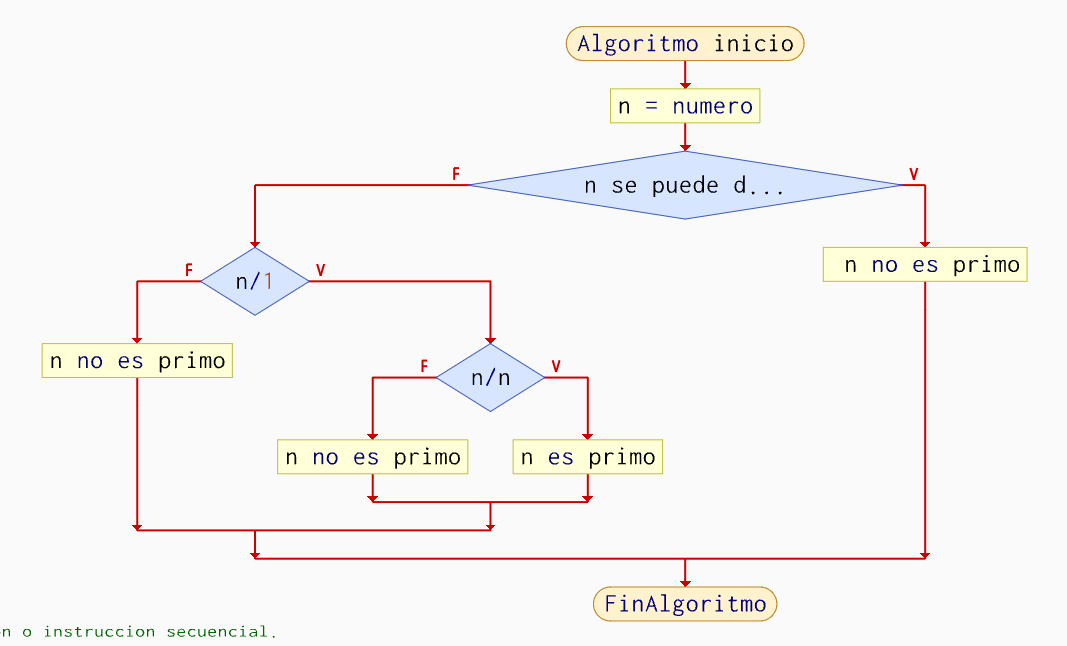 Algoritmo inicio
n = numero
n se puede d...
F
V
n/1
F
V
n no es primo
n no es primo
n/n
F
V
n no es primo
n es primo
FinAlgoritmo
o instruccion secuencial.